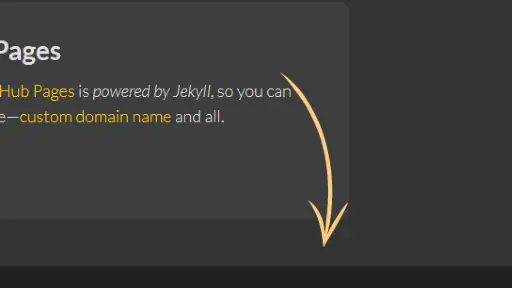 Pages
Hub Pages is powered by Jekyll, so you can
e—custom domain name and all.